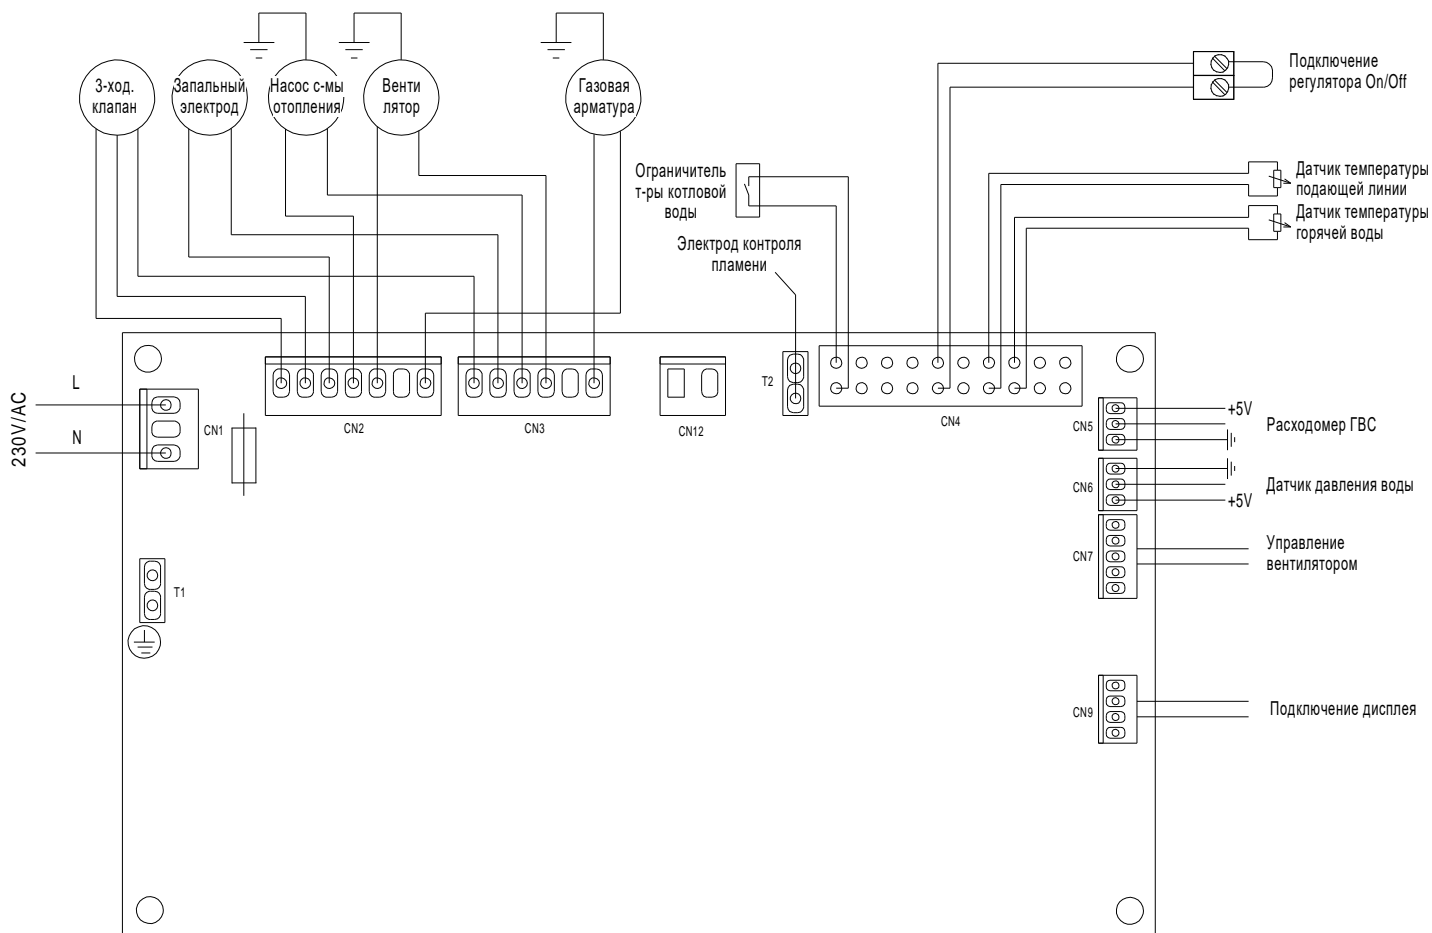 3-ход.
клапан
Запальный
электрод
Насос с-мы
отопления
Венти
лятор
Газовая
арматура
Подключение
регулятора On/Off
Ограничитель
т-ры котловой
воды
Датчик температуры
подающей линии
Датчик температуры
горячей воды
Электрод контроля
пламени
230V/AC
L
N
CN1
CN2
CN3
CN12
T2
CN4
CN5
+5V
Расходомер ГВС
CN6
+5V
Датчик давления воды
CN7
Управление
вентилятором
T1
CN9
Подключение дисплея